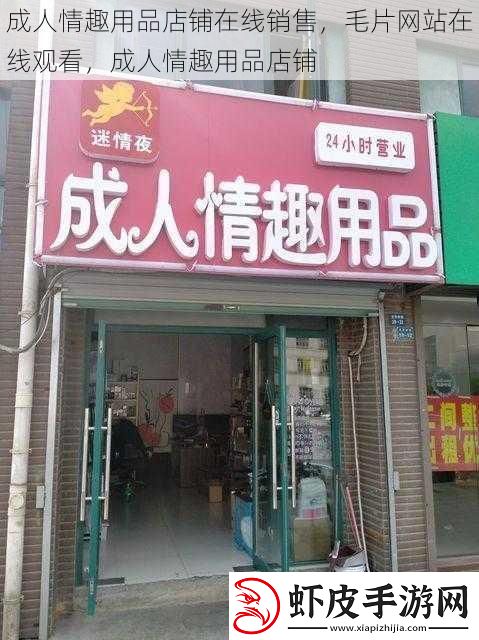 成人情趣用品店铺在线销售，毛片网站在
线观看，成人情趣用品店铺
迷情夜
24小时营业
成人情趣用品
虾皮手游网
www.xiapizhijia.com